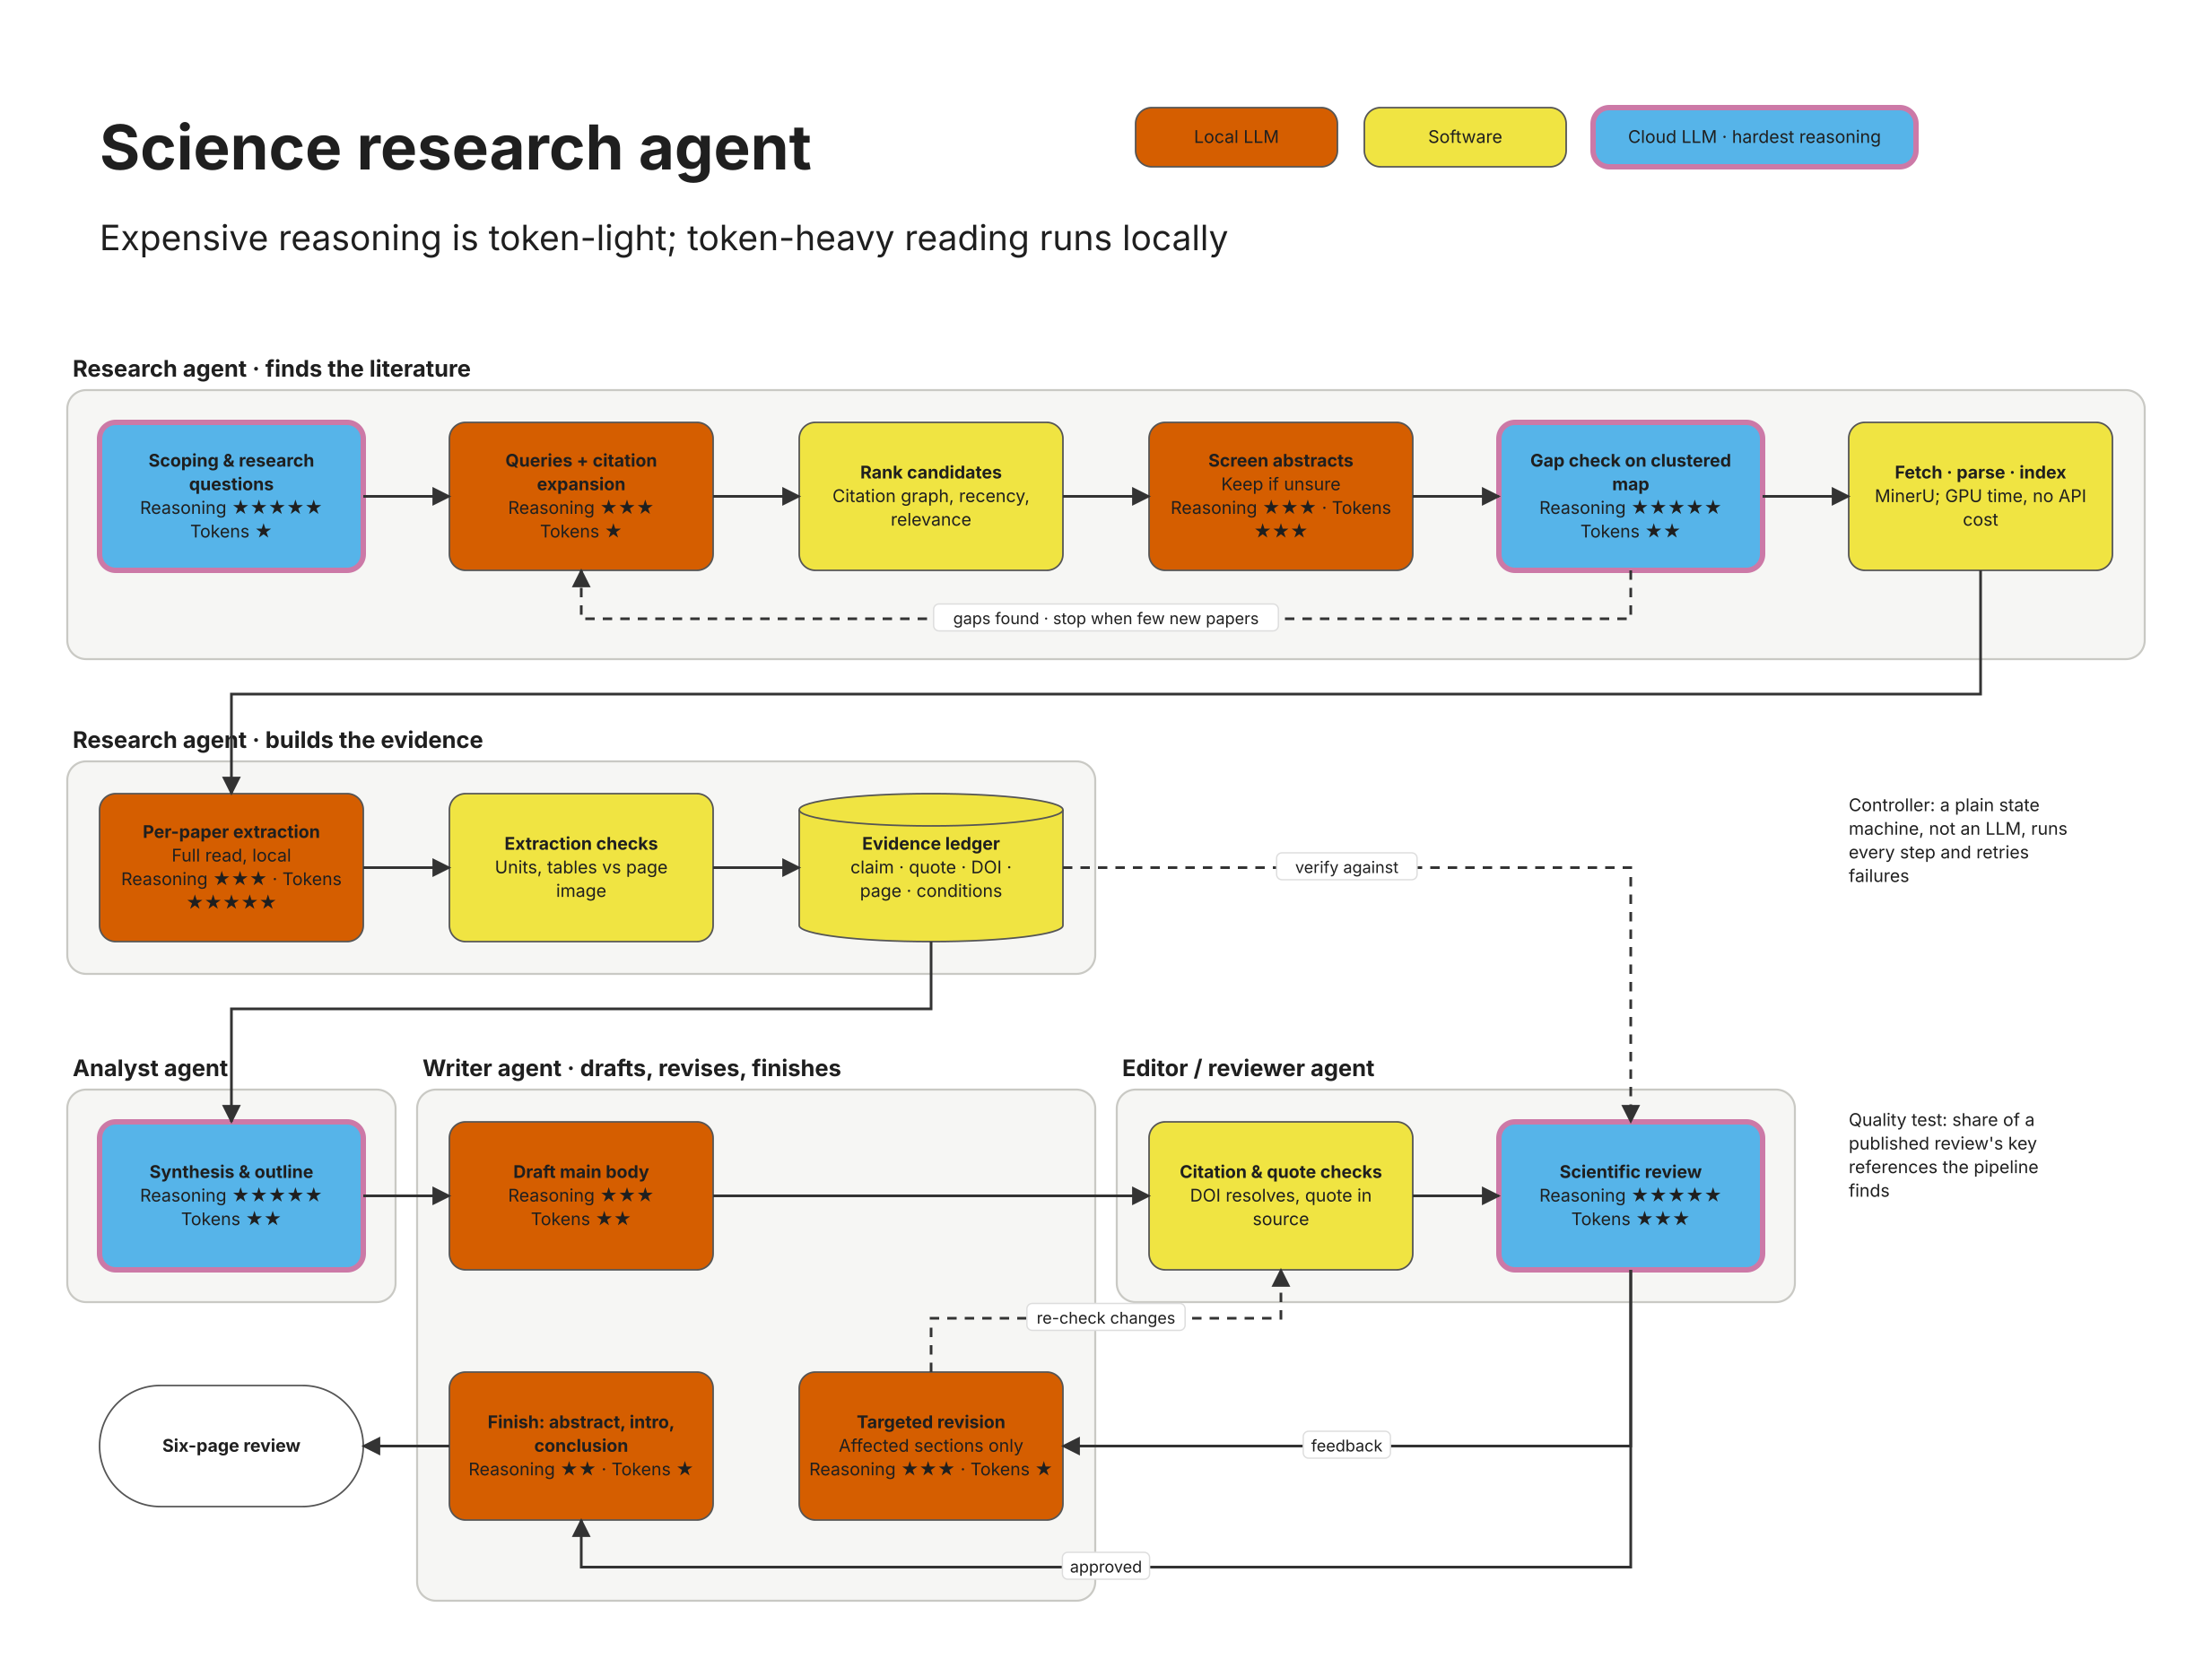 Science research agent
Local LLM
Software
Cloud LLM · hardest reasoning
Expensive reasoning is token-light; token-heavy reading runs locally
Research agent · finds the literature
Scoping & research
questions
Reasoning ★★★★★
Tokens ★
Queries + citation
expansion
Reasoning ★★★
Tokens ★
Rank candidates
Citation graph, recency,
relevance
Screen abstracts
Keep if unsure
Reasoning ★★★ · Tokens
★★★
Gap check on clustered
map
Reasoning ★★★★★
Tokens ★★
Fetch · parse · index
MinerU; GPU time, no API
cost
gaps found · stop when few new papers
Research agent · builds the evidence
Per-paper extraction
Full read, local
Reasoning ★★★ · Tokens
★★★★★
Extraction checks
Units, tables vs page
image
Evidence ledger
claim · quote · DOI ·
page · conditions
verify against
Controller: a plain state
machine, not an LLM, runs
every step and retries
failures
Analyst agent
Synthesis & outline
Reasoning ★★★★★
Tokens ★★
Writer agent · drafts, revises, finishes
Draft main body
Reasoning ★★★
Tokens ★★
Editor / reviewer agent
Citation & quote checks
DOI resolves, quote in
source
Scientific review
Reasoning ★★★★★
Tokens ★★★
Quality test: share of a
published review's key
references the pipeline
finds
re-check changes
Six-page review
Finish: abstract, intro,
conclusion
Reasoning ★★ · Tokens ★
Targeted revision
Affected sections only
Reasoning ★★★ · Tokens ★
feedback
approved